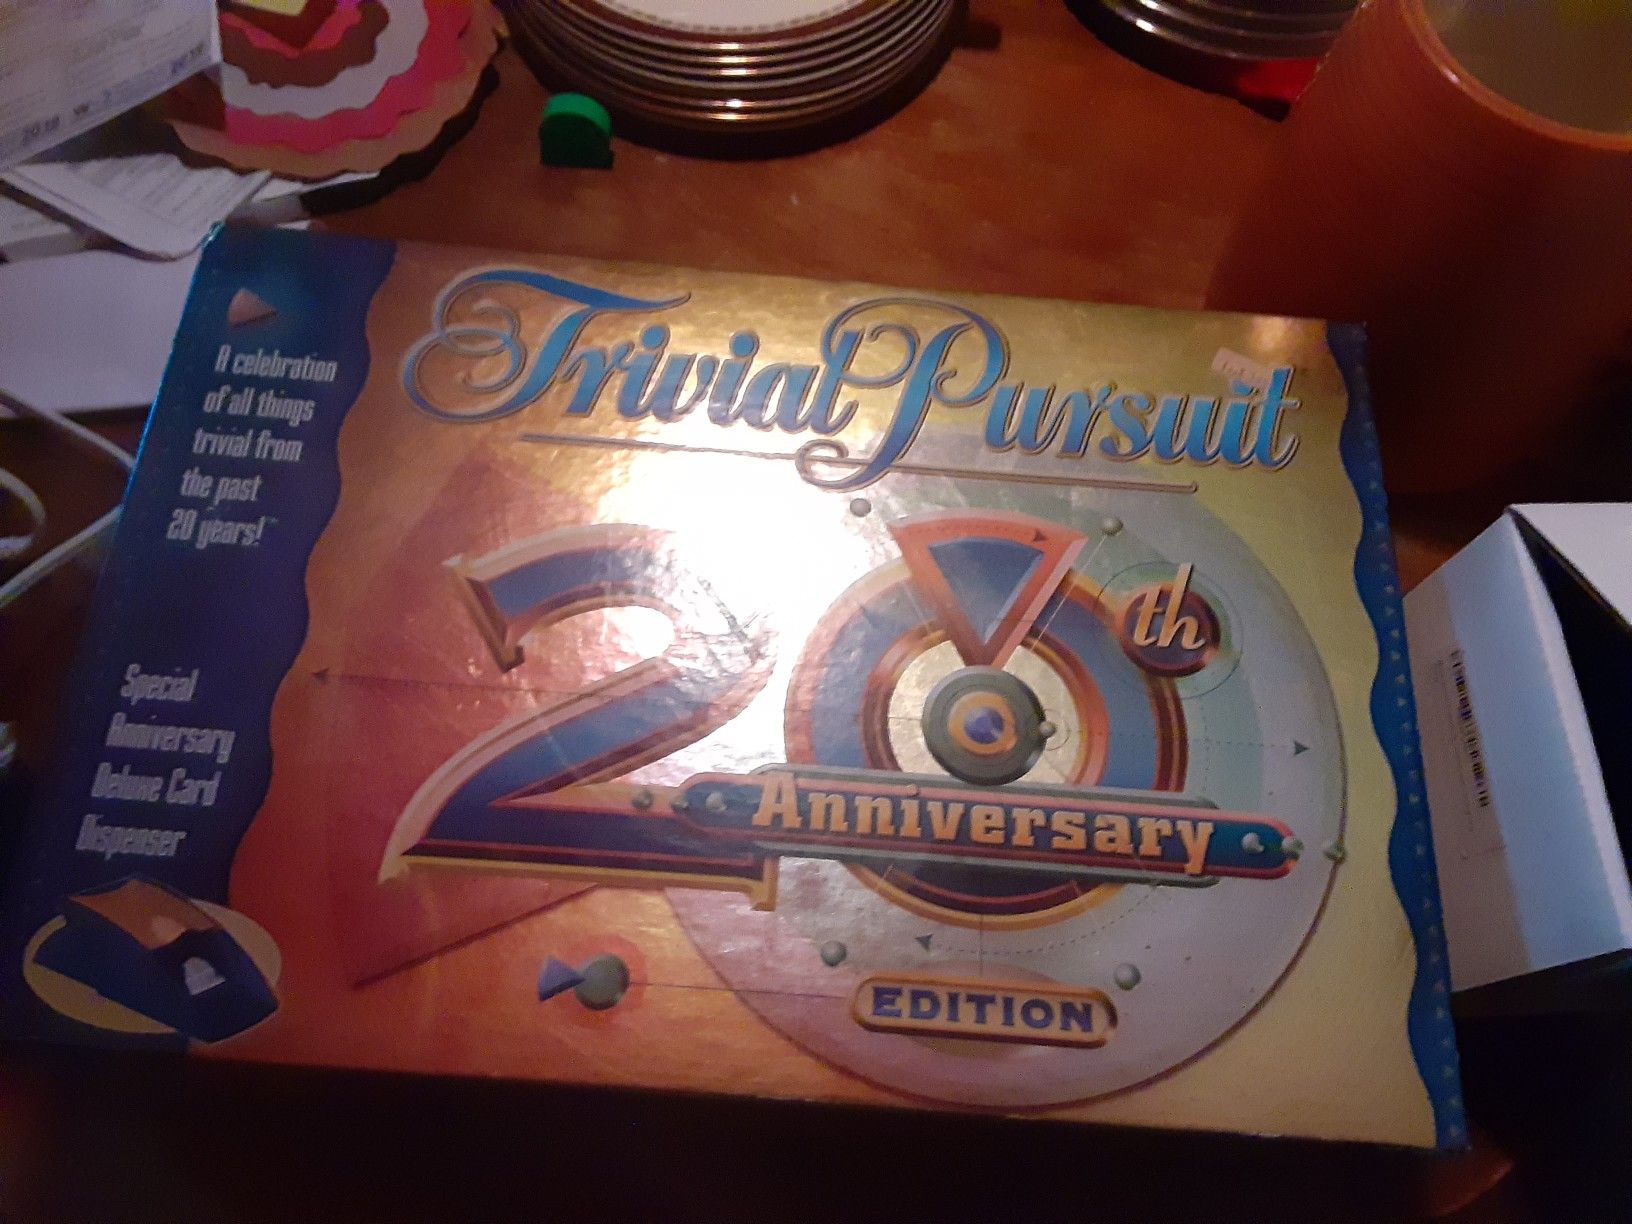 A celebration
of all things
trivial from
the past
20 years!
Special
Anniversary
Deluxe Card
Dispenser
Trivial Pursuit
20th
Anniversary
EDITION